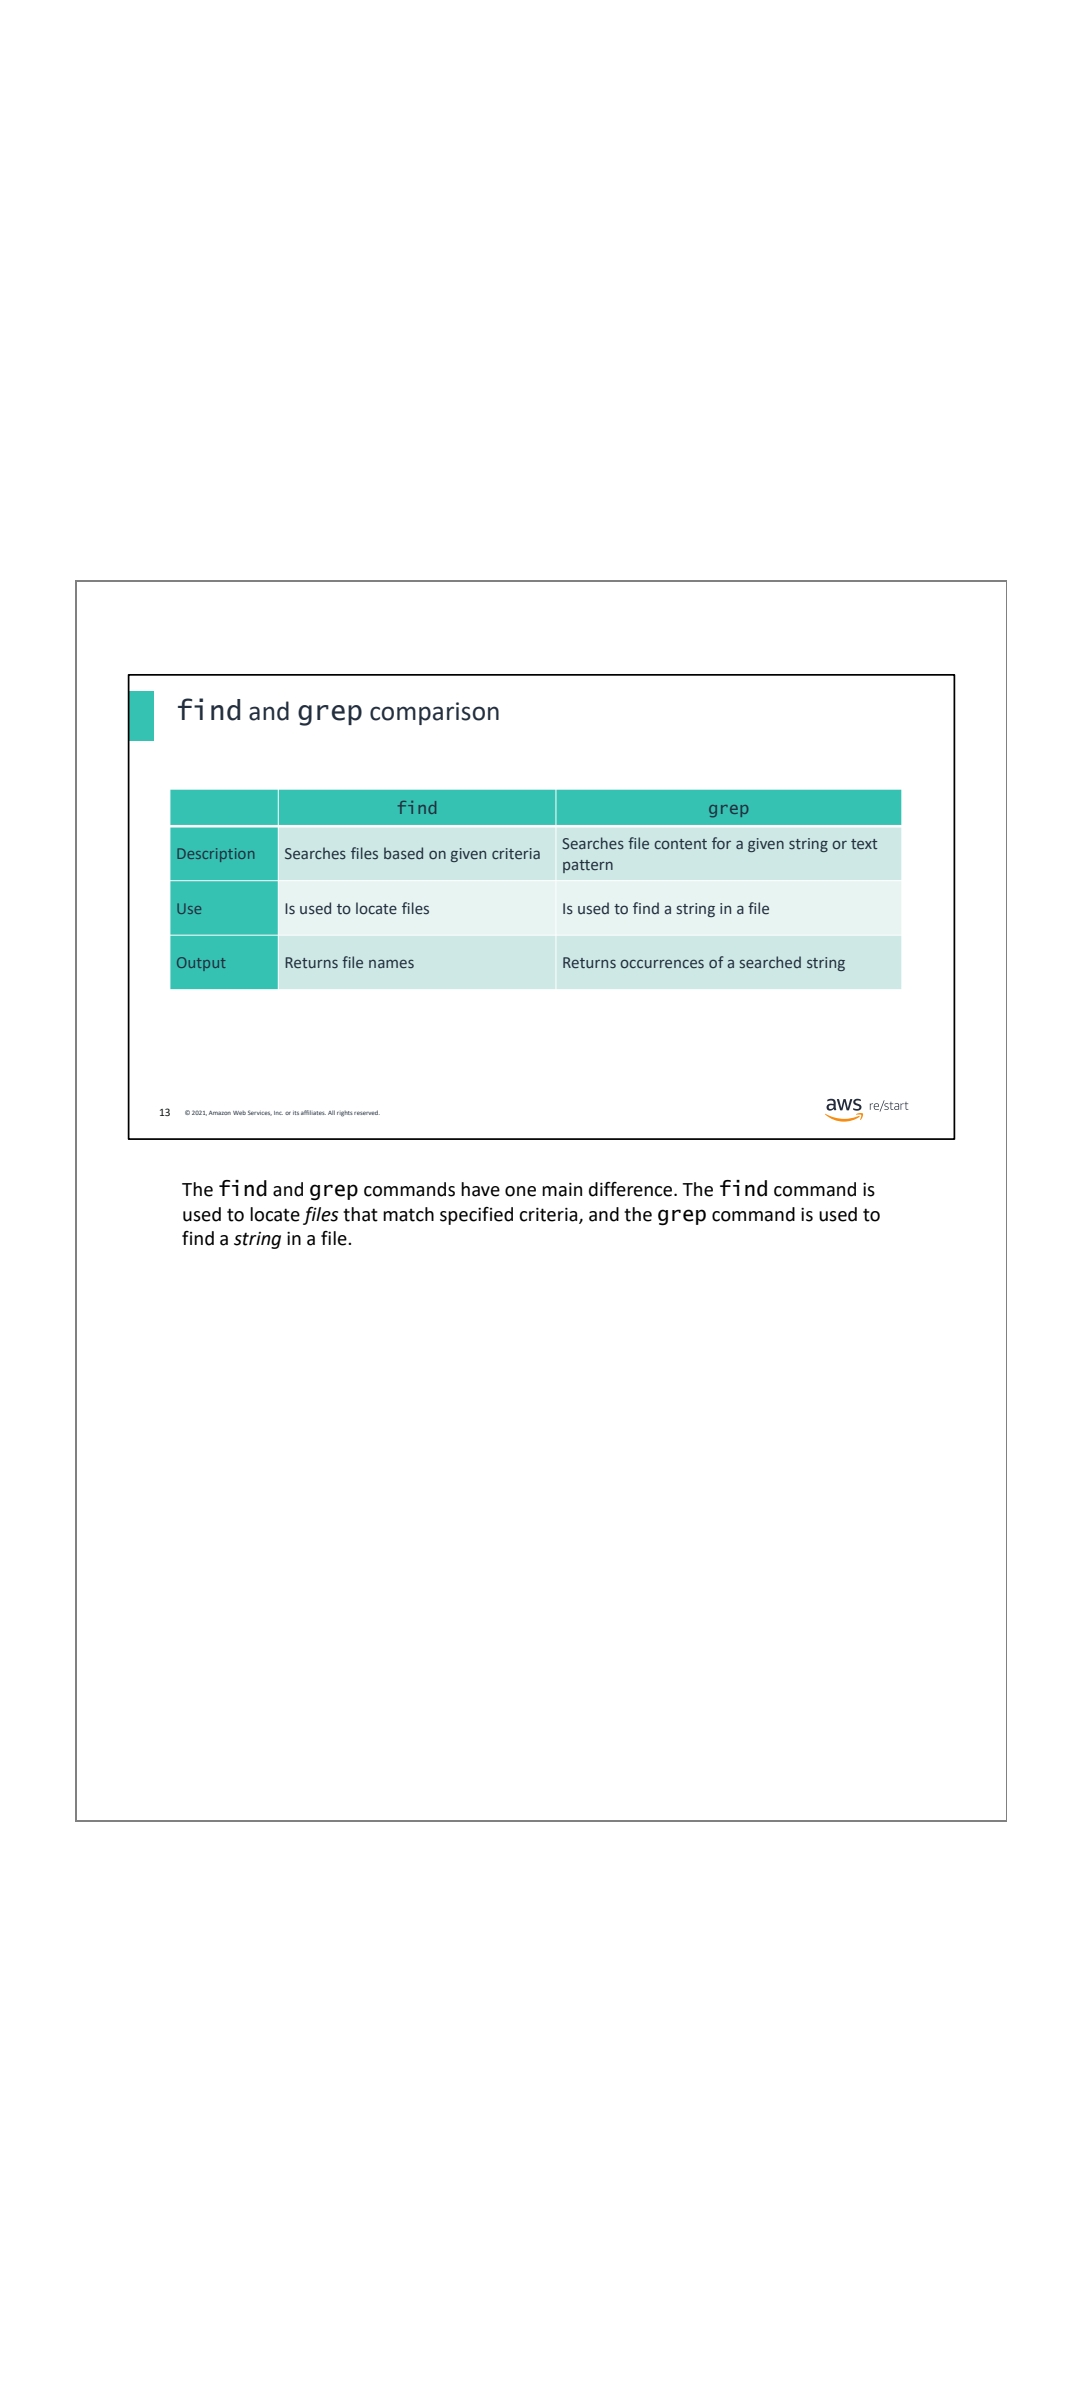 find and grep comparison
find grep
Description Searches files based on given criteria Searches file content for a given string or text
pattern
Use Is used to locate files Is used to find a string in a file
Output Returns file names Returns occurrences of a searched string
13 © 2021, Amazon Web Services, Inc. or its affiliates. All rights reserved. aws re/start
The find and grep commands have one main difference. The find command is
used to locate files that match specified criteria, and the grep command is used to
find a string in a file.